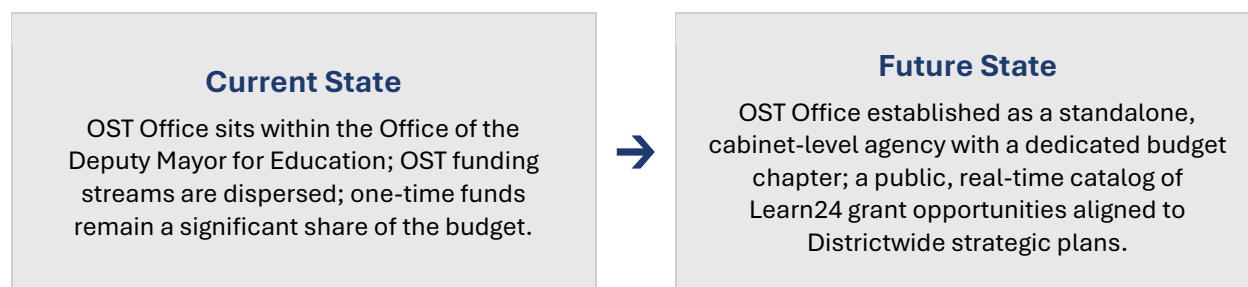 Current State
OST Office sits within the Office of the
Deputy Mayor for Education; OST funding
streams are dispersed; one-time funds
remain a significant share of the budget.
Future State
OST Office established as a standalone,
cabinet-level agency with a dedicated budget
chapter; a public, real-time catalog of
Learn24 grant opportunities aligned to
Districtwide strategic plans.